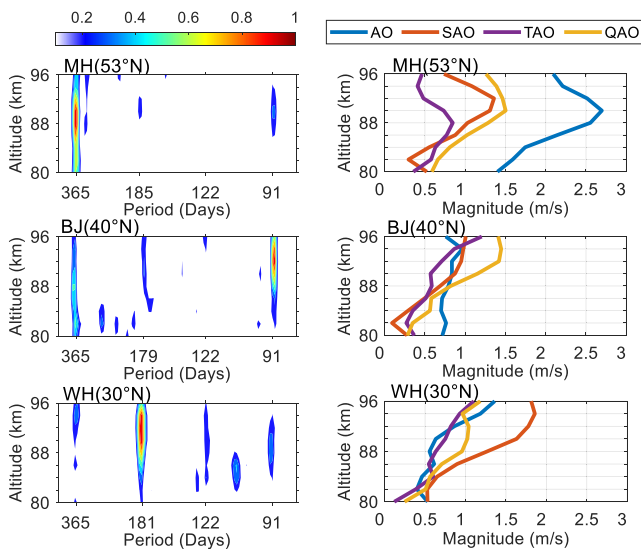 0.2 0.4 0.6 0.8 1
AO SAO TAO QAO
MH(53°N)
96
88
80
Altitude (km)
365 185 122 91
Period (Days)
MH(53°N)
96
88
80
Altitude (km)
0 0.5 1 1.5 2 2.5 3
Magnitude (m/s)
BJ(40°N)
96
88
80
Altitude (km)
365 179 122 91
Period (Days)
BJ(40°N)
96
88
80
Altitude (km)
0 0.5 1 1.5 2 2.5 3
Magnitude (m/s)
WH(30°N)
96
88
80
Altitude (km)
365 181 122 91
Period (Days)
WH(30°N)
96
88
80
Altitude (km)
0 0.5 1 1.5 2 2.5 3
Magnitude (m/s)